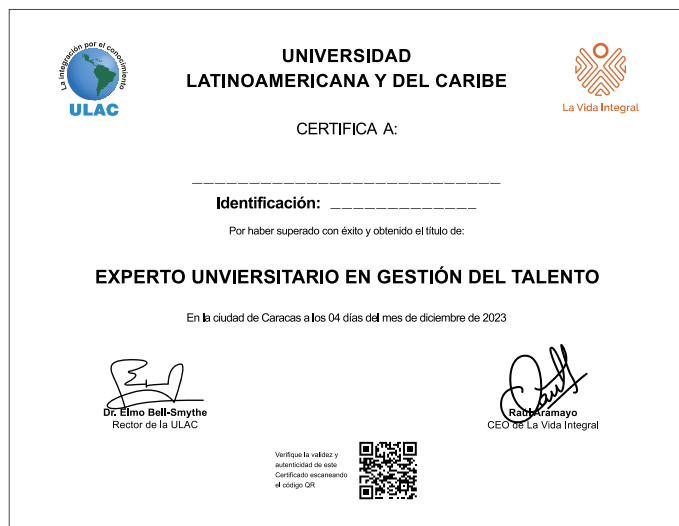 La integración por el conocimiento
ULAC
UNIVERSIDAD
LATINOAMERICANA Y DEL CARIBE
La Vida Integral
CERTIFICA A:
____________________________
Identificación: ______________
Por haber superado con éxito y obtenido el título de:
EXPERTO UNVIERSITARIO EN GESTIÓN DEL TALENTO
En la ciudad de Caracas a los 04 días del mes de diciembre de 2023
Dr. Elmo Bell-Smythe
Rector de la ULAC
Raúl Aramayo
CEO de La Vida Integral
Verifique la validez y
autenticidad de este
Certificado escaneando
el código QR